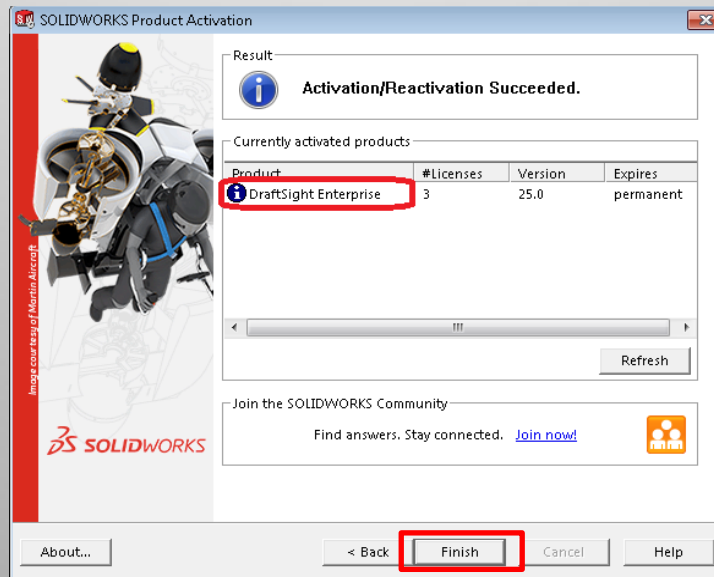 SOLIDWORKS Product Activation
Result
Activation/Reactivation Succeeded.
Currently activated products
Product #Licenses Version Expires
DraftSight Enterprise 3 25.0 permanent
Refresh
Join the SOLIDWORKS Community
Find answers. Stay connected. Join now!
Image courtesy of Martin Aircraft
SOLIDWORKS
About... < Back Finish Cancel Help